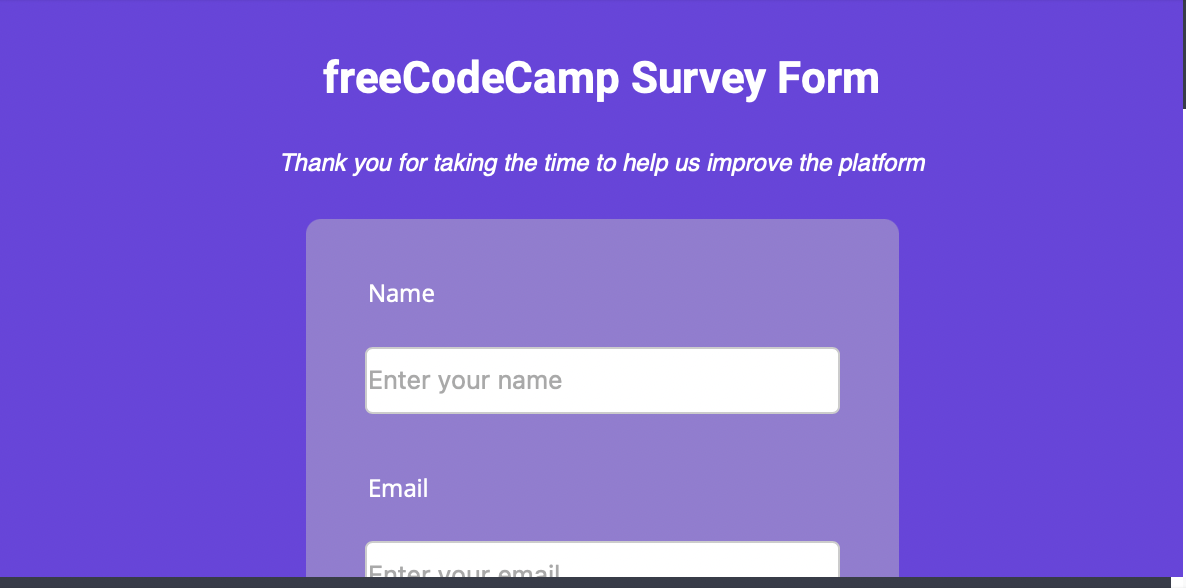 freeCodeCamp Survey Form
Thank you for taking the time to help us improve the platform
Name
Enter your name
Email
Enter your email